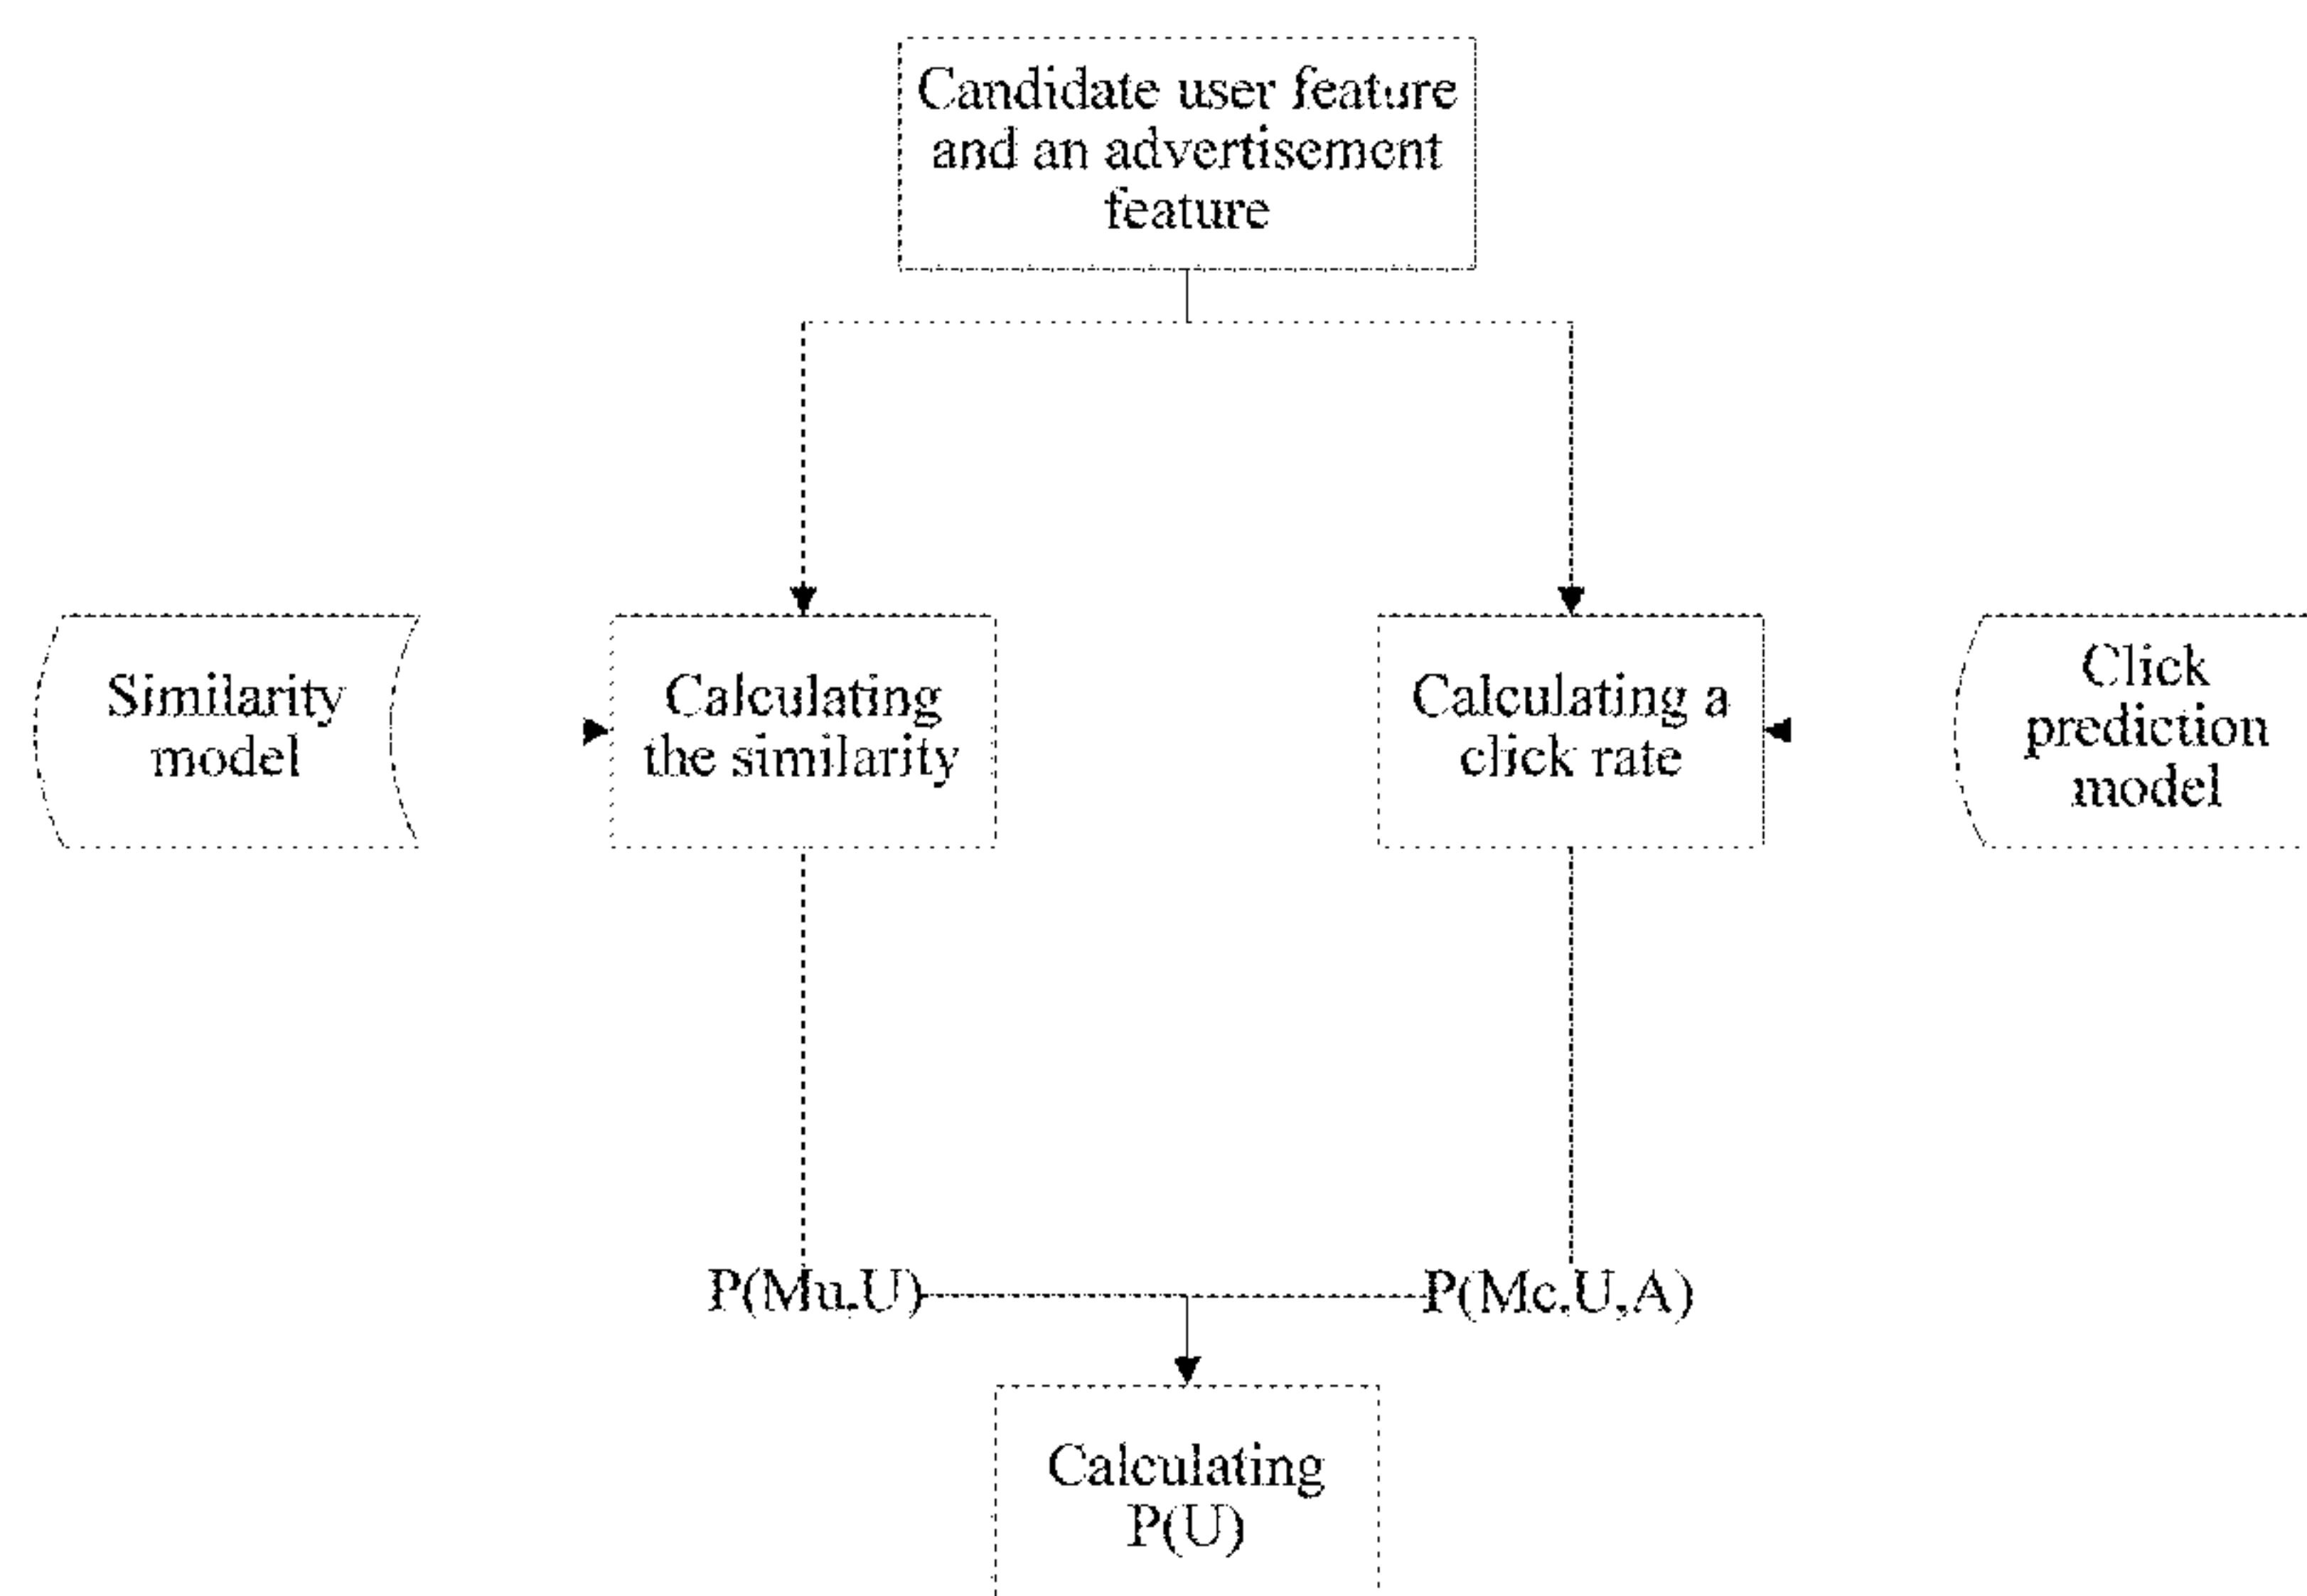 Candidate user feature
and an advertisement
feature
Similarity
model
Calculating
the similarity
Calculating a
click rate
Click
prediction
model
P(Mu,U)
P(Mc,U,A)
Calculating
P(U)